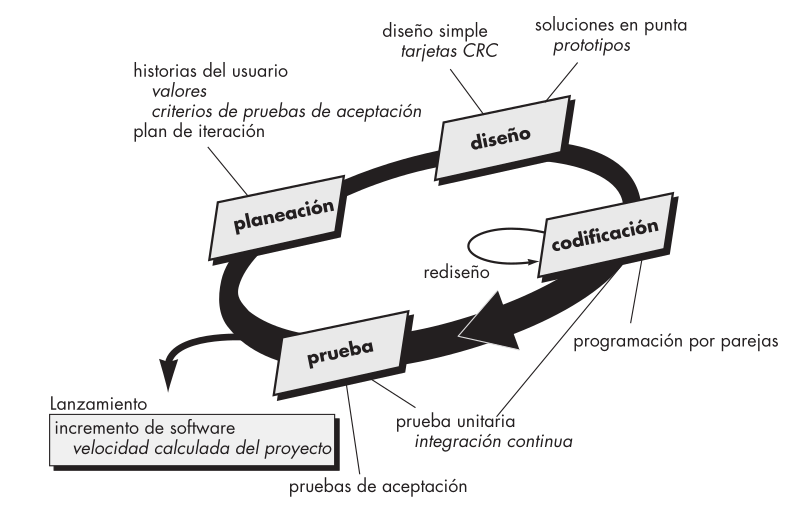 diseño simple
tarjetas CRC
soluciones en punta
prototipos
historias del usuario
valores
criterios de pruebas de aceptación
plan de iteración
diseño
planeación
codificación
rediseño
prueba
programación por parejas
Lanzamiento
incremento de software
velocidad calculada del proyecto
prueba unitaria
integración continua
pruebas de aceptación